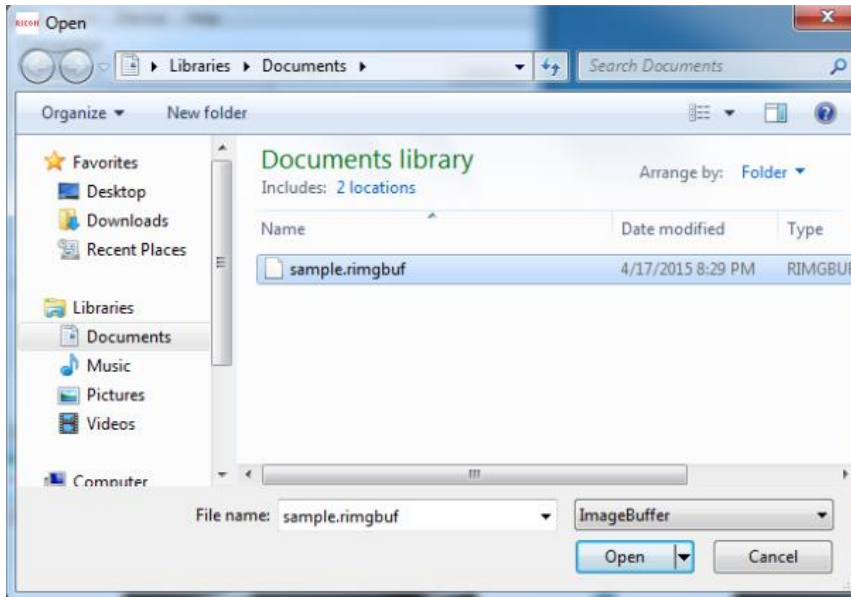 RICOH Open
Libraries Documents Search Documents
Organize New folder
Favorites
Desktop
Downloads
Recent Places
Libraries
Documents
Music
Pictures
Videos
Computer
Documents library
Includes: 2 locations
Arrange by: Folder
Name Date modified Type
sample.rimgbuf 4/17/2015 8:29 PM RIMGBUF
File name: sample.rimgbuf ImageBuffer
Open Cancel